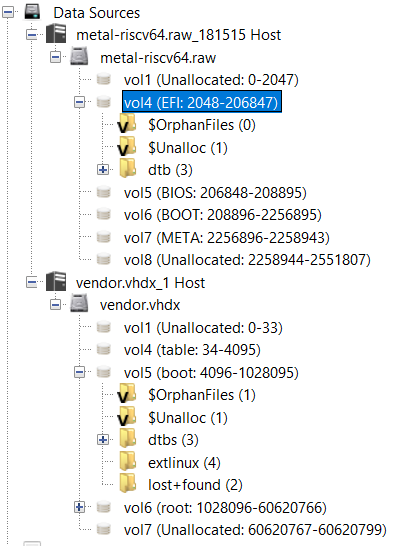 Data Sources
metal-riscv64.raw_181515 Host
metal-riscv64.raw
vol1 (Unallocated: 0-2047)
vol4 (EFI: 2048-206847)
$OrphanFiles (0)
$Unalloc (1)
dtb (3)
vol5 (BIOS: 206848-208895)
vol6 (BOOT: 208896-2256895)
vol7 (META: 2256896-2258943)
vol8 (Unallocated: 2258944-2551807)
vendor.vhdx_1 Host
vendor.vhdx
vol1 (Unallocated: 0-33)
vol4 (table: 34-4095)
vol5 (boot: 4096-1028095)
$OrphanFiles (1)
$Unalloc (1)
dtbs (3)
extlinux (4)
lost+found (2)
vol6 (root: 1028096-60620766)
vol7 (Unallocated: 60620767-60620799)